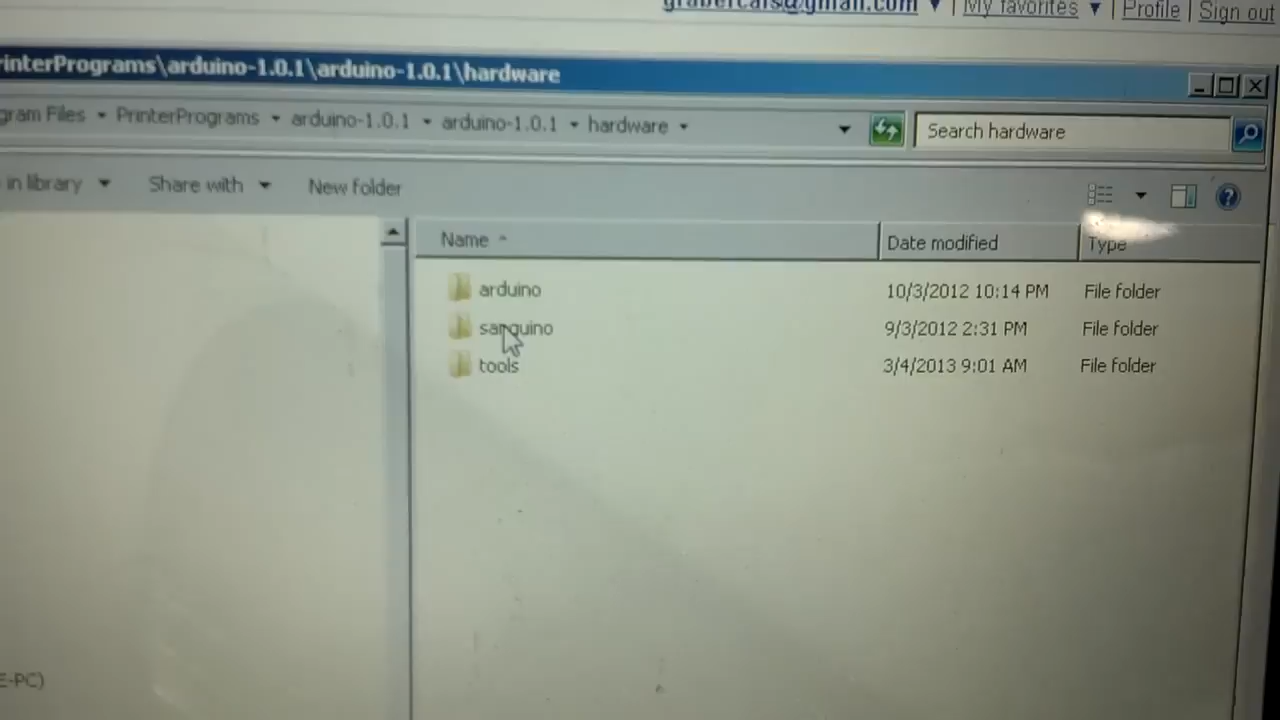 My favorites ▼ | Profile | Sign out
rinterPrograms\arduino-1.0.1\arduino-1.0.1\hardware
gram Files PrinterPrograms arduino-1.0.1 arduino-1.0.1 hardware
Search hardware
in library Share with New folder
Name Date modified Type
arduino 10/3/2012 10:14 PM File folder
sanguino 9/3/2012 2:31 PM File folder
tools 3/4/2013 9:01 AM File folder
E-PC)